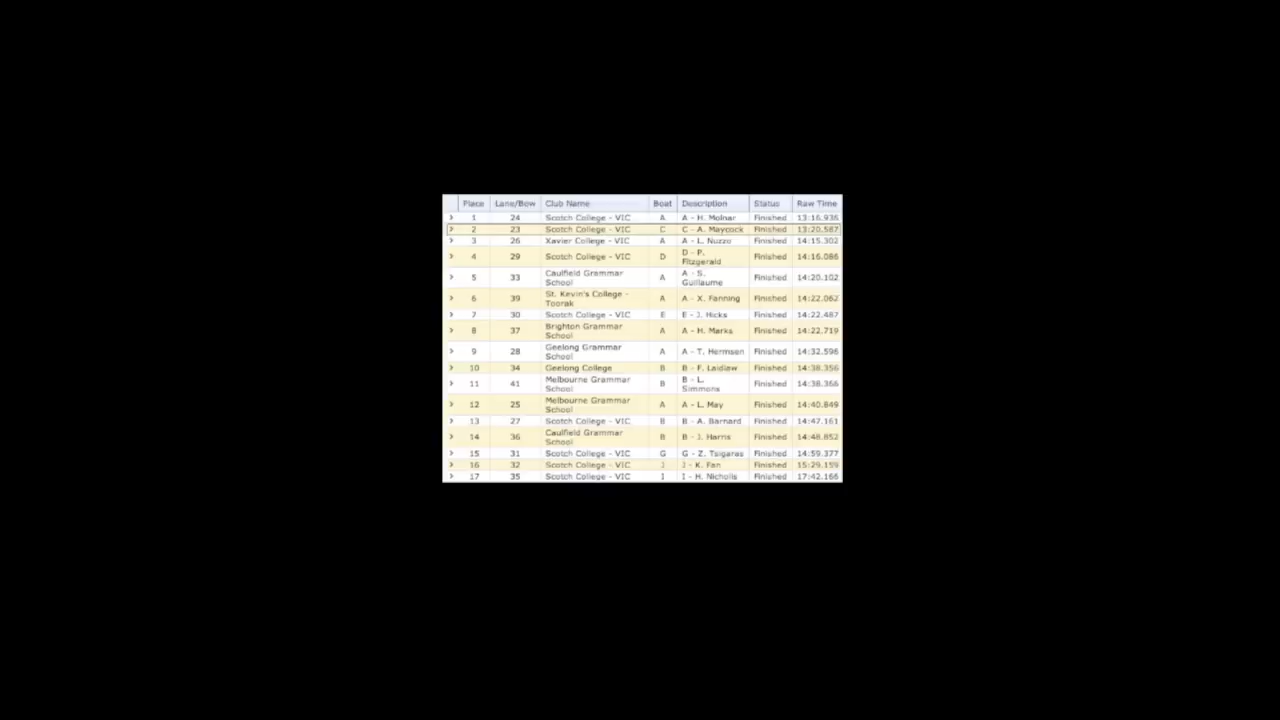 Place Lane/Bow Club Name Boat Description Status Raw Time
> 1 24 Scotch College - VIC A A - H. Molnar Finished 13:16.936
> 2 23 Scotch College - VIC C C - A. Maycock Finished 13:20.587
> 3 26 Xavier College - VIC A A - L. Nuzzo Finished 14:15.302
> 4 29 Scotch College - VIC D D - P. Fitzgerald Finished 14:16.086
> 5 33 Caulfield Grammar School A A - S. Guillaume Finished 14:20.102
> 6 39 St. Kevin's College - Toorak A A - X. Fanning Finished 14:22.062
> 7 30 Scotch College - VIC E E - J. Hicks Finished 14:22.487
> 8 37 Brighton Grammar School A A - H. Marks Finished 14:22.719
> 9 28 Geelong Grammar School A A - T. Hermsen Finished 14:32.596
> 10 34 Geelong College B B - F. Laidlaw Finished 14:38.356
> 11 41 Melbourne Grammar School B B - L. Simmons Finished 14:38.366
> 12 25 Melbourne Grammar School A A - L. May Finished 14:40.849
> 13 27 Scotch College - VIC B B - A. Barnard Finished 14:47.161
> 14 36 Caulfield Grammar School B B - J. Harris Finished 14:48.852
> 15 31 Scotch College - VIC G G - Z. Tsigaras Finished 14:59.377
> 16 32 Scotch College - VIC J J - K. Fan Finished 15:29.159
> 17 35 Scotch College - VIC I I - H. Nicholls Finished 17:42.166